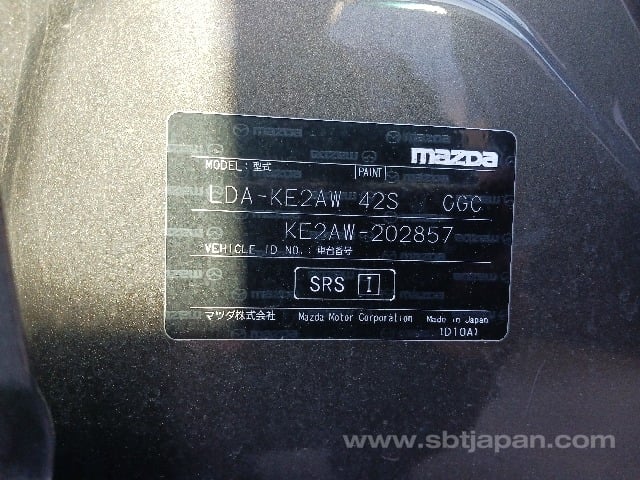 mazda
MODEL: 型式 PAINT
LDA-KE2AW 42S CGC
KE2AW-202857
VEHICLE ID NO.: 車台番号
SRS I
マツダ株式会社 Mazda Motor Corporation Made in Japan
1D10A1
www.sbtjapan.com